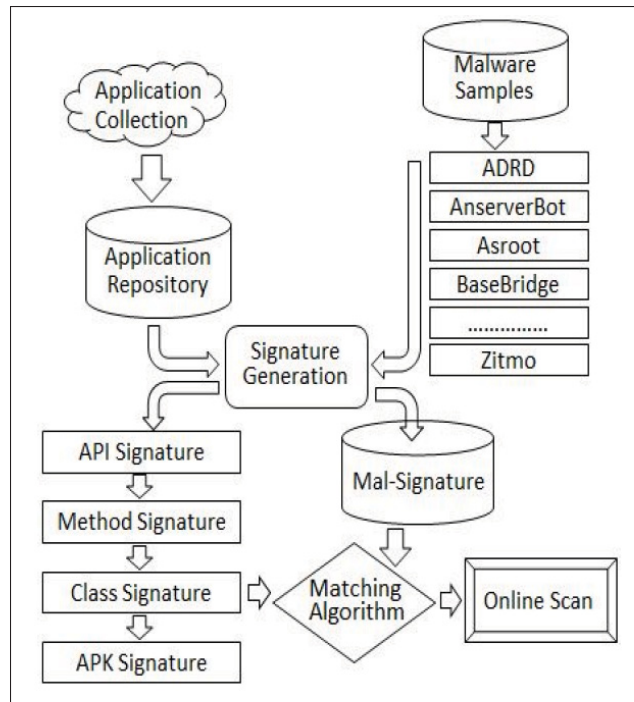 Application
Collection
Malware
Samples
ADRD
AnserverBot
Asroot
BaseBridge
...............
Zitmo
Application
Repository
Signature
Generation
API Signature
Method Signature
Class Signature
APK Signature
Mal-Signature
Matching
Algorithm
Online Scan